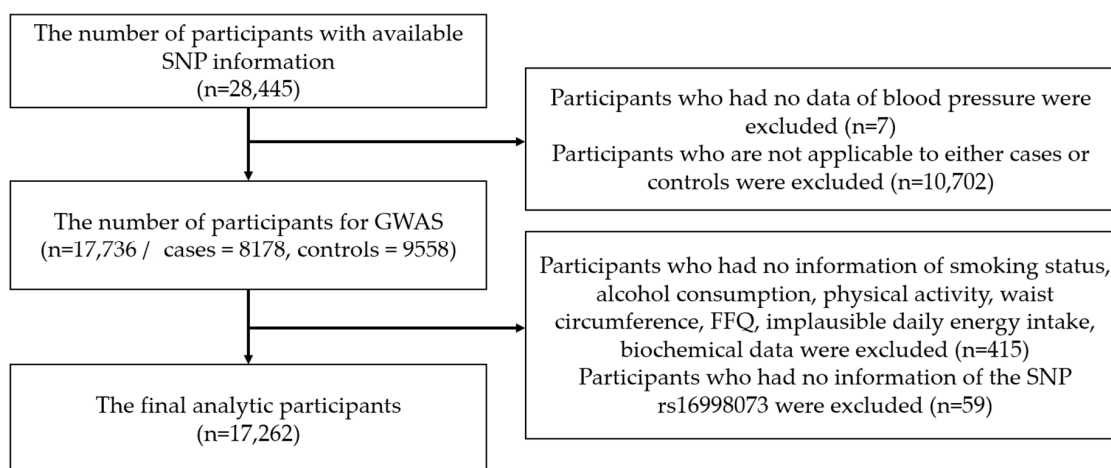 The number of participants with available
SNP information
(n=28,445)
Participants who had no data of blood pressure were
excluded (n=7)
Participants who are not applicable to either cases or
controls were excluded (n=10,702)
The number of participants for GWAS
(n=17,736 / cases = 8178, controls = 9558)
Participants who had no information of smoking status,
alcohol consumption, physical activity, waist
circumference, FFQ, implausible daily energy intake,
biochemical data were excluded (n=415)
Participants who had no information of the SNP
rs16998073 were excluded (n=59)
The final analytic participants
(n=17,262)